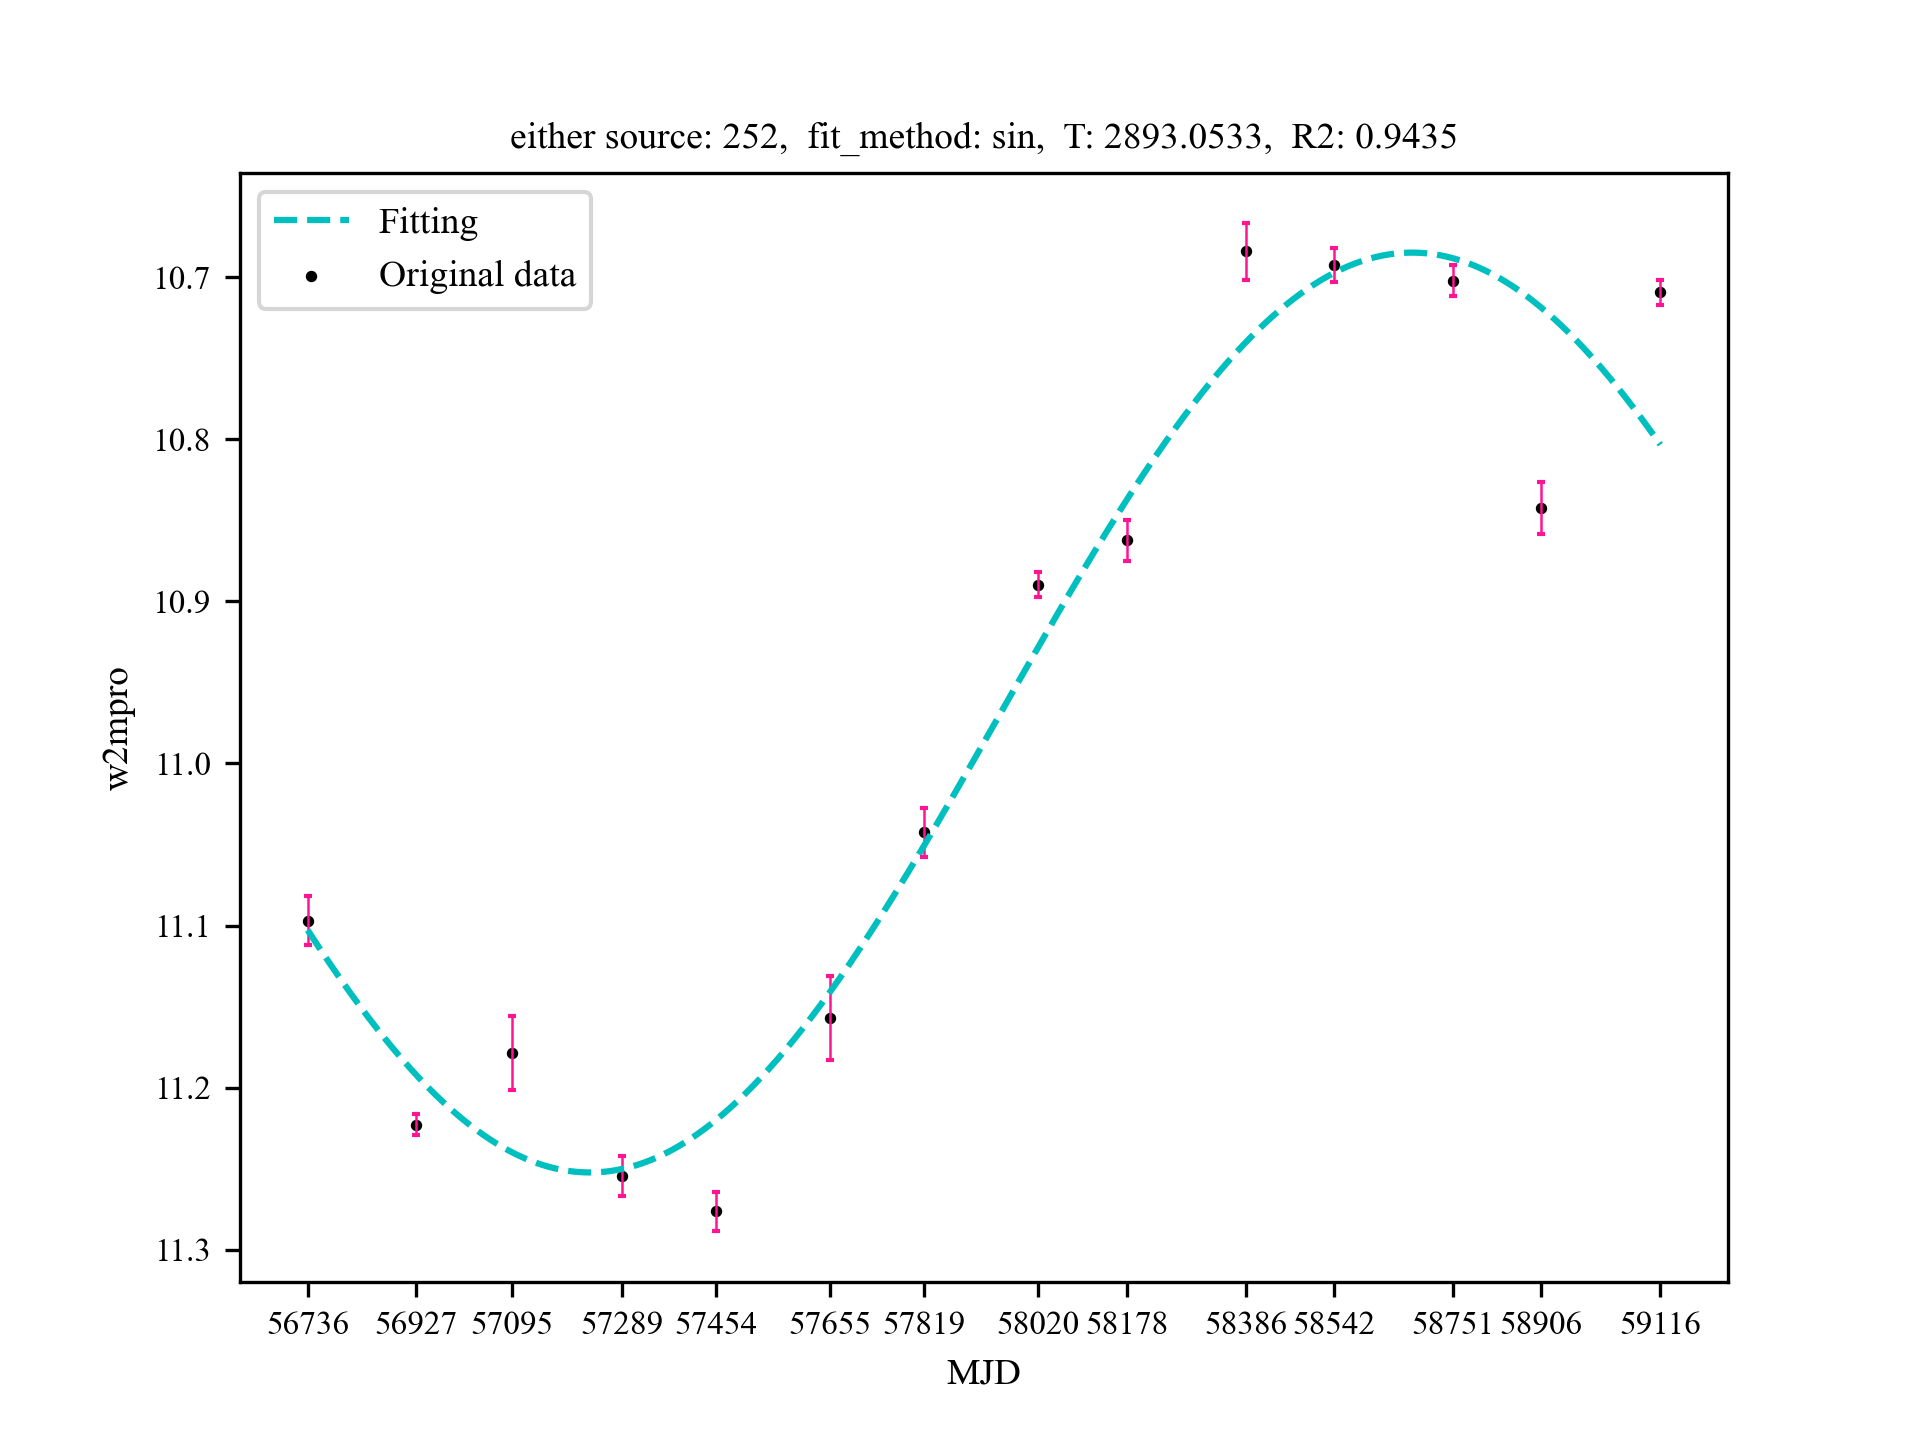 either source: 252,  fit_method: sin,  T: 2893.0533,  R2: 0.9435
Fitting
Original data
10.7
10.8
10.9
11.0
11.1
11.2
11.3
w2mpro
56736 56927 57095 57289 57454 57655 57819 58020 58178 58386 58542 58751 58906 59116
MJD